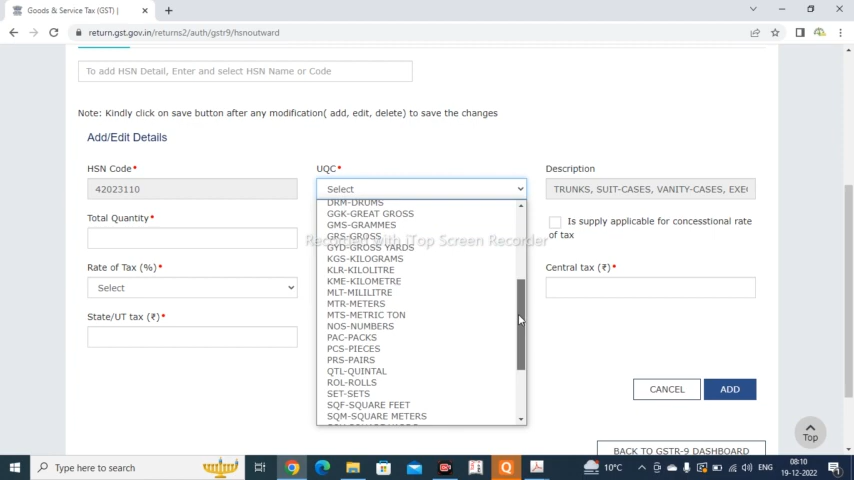 Goods & Service Tax (GST) |
return.gst.gov.in/returns2/auth/gstr9/hsnoutward
To add HSN Detail, Enter and select HSN Name or Code
Note: Kindly click on save button after any modification( add, edit, delete) to save the changes
Add/Edit Details
HSN Code*
UQC*
Description
42023110
Select
TRUNKS, SUIT-CASES, VANITY-CASES, EXE
Total Quantity*
Is supply applicable for concesstional rate
of tax
Rate of Tax (%)*
Select
Central tax (₹)*
State/UT tax (₹)*
DRM-DRUMS
GGK-GREAT GROSS
GMS-GRAMMES
GRS-GROSS
GYD-GROSS YARDS
KGS-KILOGRAMS
KLR-KILOLITRE
KME-KILOMETRE
MLT-MILILITRE
MTR-METERS
MTS-METRIC TON
NOS-NUMBERS
PAC-PACKS
PCS-PIECES
PRS-PAIRS
QTL-QUINTAL
ROL-ROLLS
SET-SETS
SQF-SQUARE FEET
SQM-SQUARE METERS
Recorded with iTop Screen Recorder
CANCEL
ADD
Top
BACK TO GSTR-9 DASHBOARD
Type here to search
10°C
ENG
08:10
19-12-2022